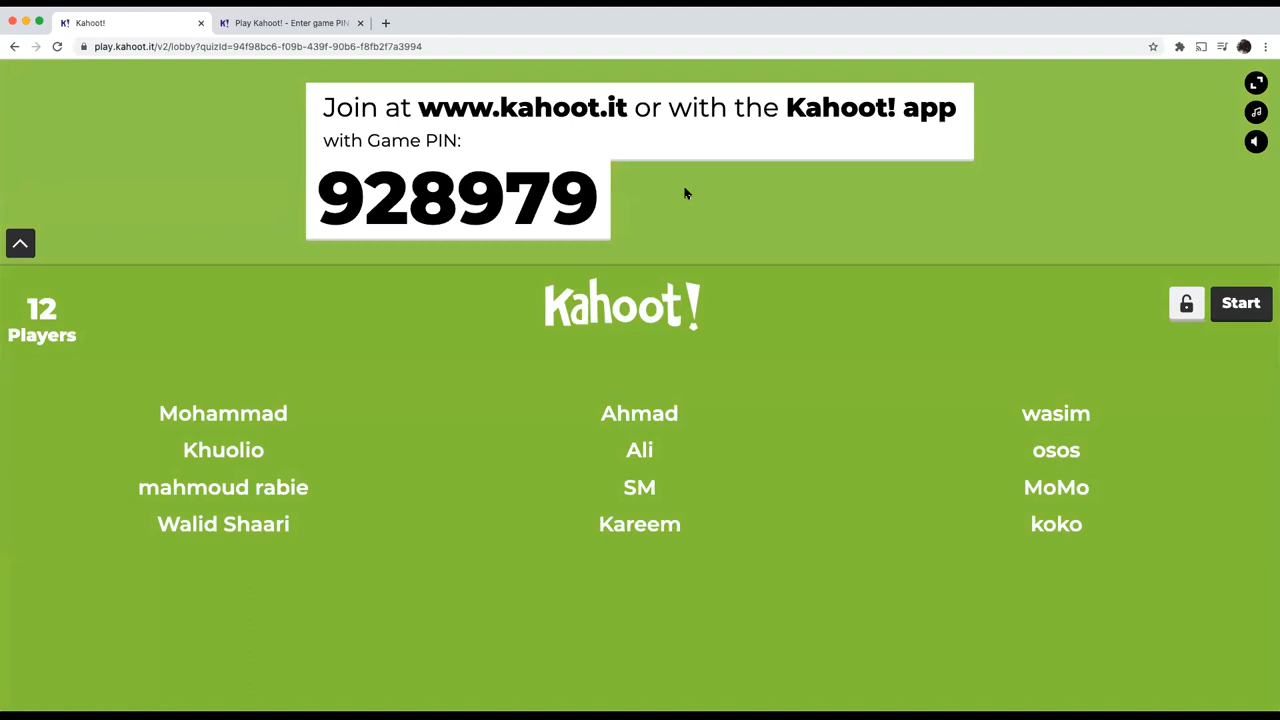 Kahoot!
Play Kahoot! - Enter game PIN
play.kahoot.it/v2/lobby?quizId=94f98bc6-f09b-439f-90b6-f8fb2f7a3994
Join at www.kahoot.it or with the Kahoot! app
with Game PIN:
928979
12
Players
Kahoot!
Start
Mohammad Ahmad wasim
Khuolio Ali osos
mahmoud rabie SM MoMo
Walid Shaari Kareem koko